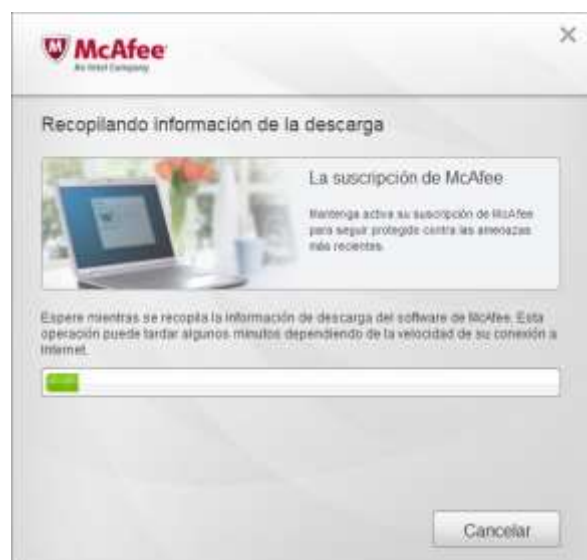 McAfee
An Intel Company
Recopilando información de la descarga
La suscripción de McAfee
Mantenga activa su suscripción de McAfee
para seguir protegido contra las amenazas
más recientes.
Espere mientras se recopila la información de descarga del software de McAfee. Esta
operación puede tardar algunos minutos dependiendo de la velocidad de su conexión a
Internet.
Cancelar